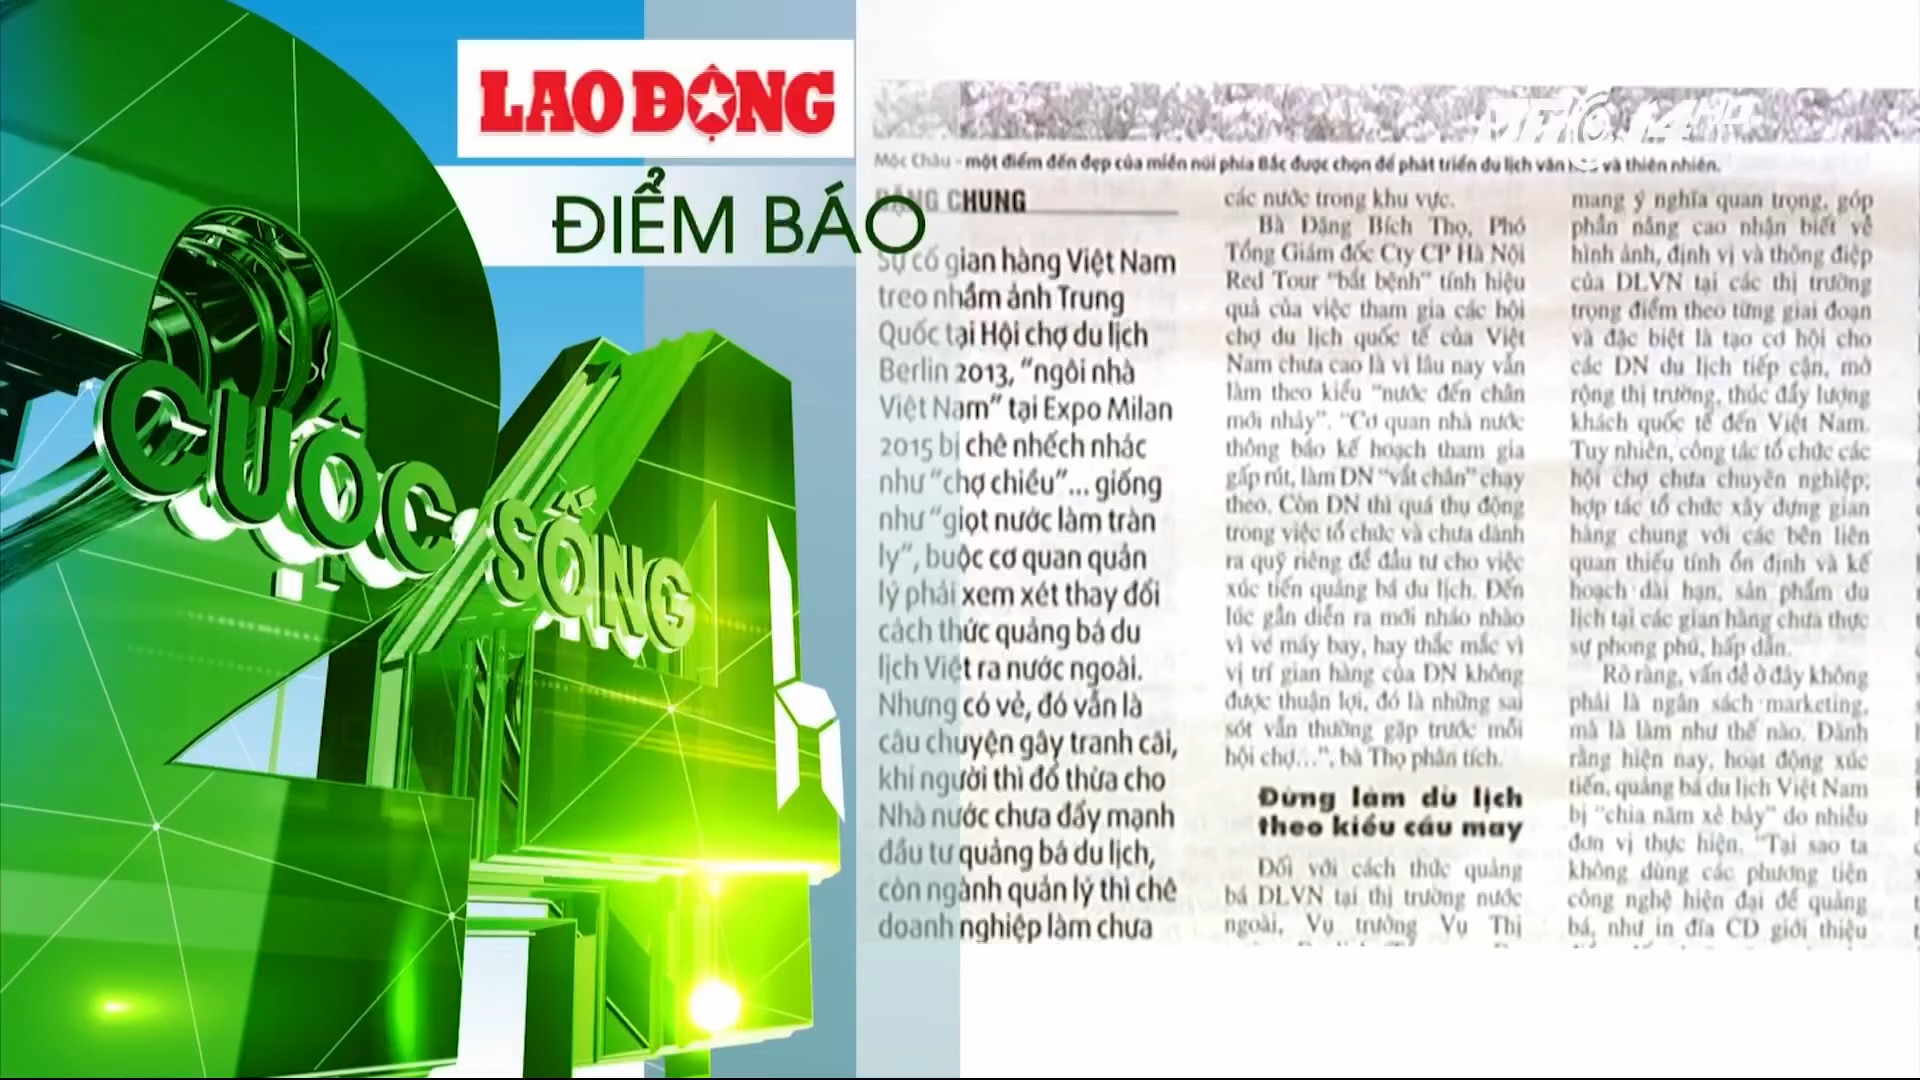 LAO ĐỘNG
ĐIỂM BÁO
24
CUỘC SỐNG
VTC 14 HD
Mộc Châu - một điểm đến đẹp của miền núi phía Bắc được chọn để phát triển du lịch văn và thiên nhiên.
ĐẶNG CHUNG
Sự cố gian hàng Việt Nam
treo nhầm ảnh Trung
Quốc tại Hội chợ du lịch
Berlin 2013, “ngôi nhà
Việt Nam” tại Expo Milan
2015 bị chê nhếch nhác
như “chợ chiều”... giống
như “giọt nước làm tràn
ly”, buộc cơ quan quản
lý phải xem xét thay đổi
cách thức quảng bá du
lịch Việt ra nước ngoài.
Nhưng có vẻ, đó vẫn là
câu chuyện gây tranh cãi,
khi người thì đổ thừa cho
Nhà nước chưa đẩy mạnh
đầu tư quảng bá du lịch,
còn ngành quản lý thì chê
doanh nghiệp làm chưa
các nước trong khu vực.
Bà Đặng Bích Thọ, Phó
Tổng Giám đốc Cty CP Hà Nội
Red Tour “bắt bệnh” tính hiệu
quả của việc tham gia các hội
chợ du lịch quốc tế của Việt
Nam chưa cao là vì lâu nay vẫn
làm theo kiểu “nước đến chân
mới nhảy”. “Cơ quan nhà nước
thông báo kế hoạch tham gia
gấp rút, làm DN “vắt chân” chạy
theo. Còn DN thì quá thụ động
trong việc tổ chức và chưa dành
ra quỹ riêng để đầu tư cho việc
xúc tiến quảng bá du lịch. Đến
lúc gần diễn ra mới nháo nhào
vì vé máy bay, hay thắc mắc vì
vị trí gian hàng của DN không
được thuận lợi, đó là những sai
sót vẫn thường gặp trước mỗi
hội chợ...”, bà Thọ phân tích.
Đừng làm du lịch
theo kiểu cầu may
Đối với cách thức quảng
bá DLVN tại thị trường nước
ngoài, Vụ trưởng Vụ Thị
mang ý nghĩa quan trọng, góp
phần nâng cao nhận biết về
hình ảnh, định vị và thông điệp
của DLVN tại các thị trường
trọng điểm theo từng giai đoạn
và đặc biệt là tạo cơ hội cho
các DN du lịch tiếp cận, mở
rộng thị trường, thúc đẩy lượng
khách quốc tế đến Việt Nam.
Tuy nhiên, công tác tổ chức các
hội chợ chưa chuyên nghiệp;
hợp tác tổ chức xây dựng gian
hàng chung với các bên liên
quan thiếu tính ổn định và kế
hoạch dài hạn, sản phẩm du
lịch tại các gian hàng chưa thực
sự phong phú, hấp dẫn.
Rõ ràng, vấn đề ở đây không
phải là ngân sách marketing,
mà là làm như thế nào. Đành
rằng hiện nay, hoạt động xúc
tiến, quảng bá du lịch Việt Nam
bị “chia năm xẻ bảy” do nhiều
đơn vị thực hiện. “Tại sao ta
không dùng các phương tiện
công nghệ hiện đại để quảng
bá, như in đĩa CD giới thiệu